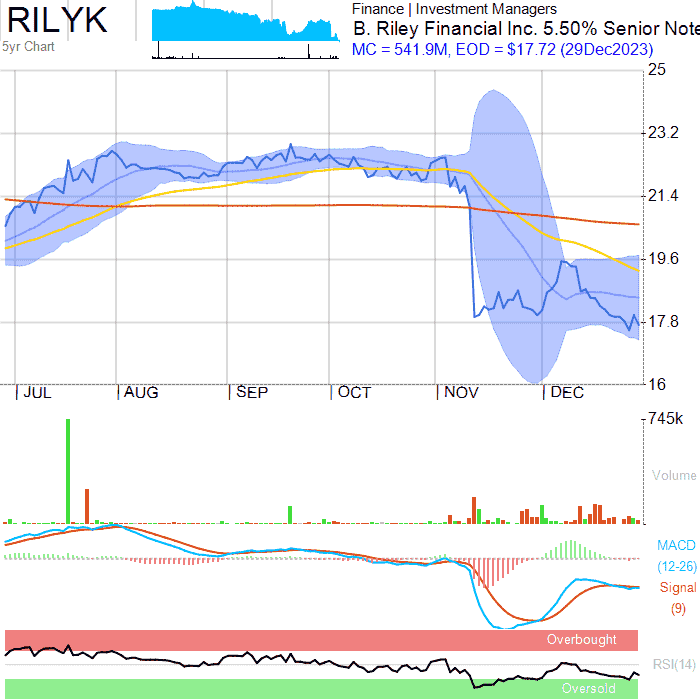 RILYK
5yr Chart
Finance | Investment Managers
B. Riley Financial Inc. 5.50% Senior Note
MC = 541.9M, EOD = $17.72 (29Dec2023)
25
23.2
21.4
19.6
17.8
16
JUL AUG SEP OCT NOV DEC
745k
Volume
MACD
(12-26)
Signal
(9)
Overbought
RSI(14)
Oversold